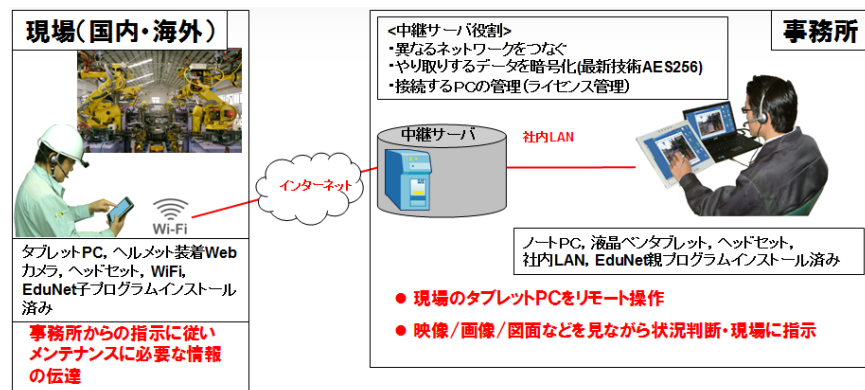 現場(国内・海外)
Wi-Fi
タブレットPC, ヘルメット装着Web
カメラ, ヘッドセット, WiFi,
EduNet子プログラムインストール
済み
事務所からの指示に従い
メンテナンスに必要な情報
の伝達
インターネット
<中継サーバ役割>
・異なるネットワークをつなぐ
・やり取りするデータを暗号化(最新技術AES256)
・接続するPCの管理(ライセンス管理)
事務所
中継サーバ
社内LAN
ノートPC, 液晶ペンタブレット, ヘッドセット,
社内LAN, EduNet親プログラムインストール済み
● 現場のタブレットPCをリモート操作
● 映像/画像/図面などを見ながら状況判断・現場に指示